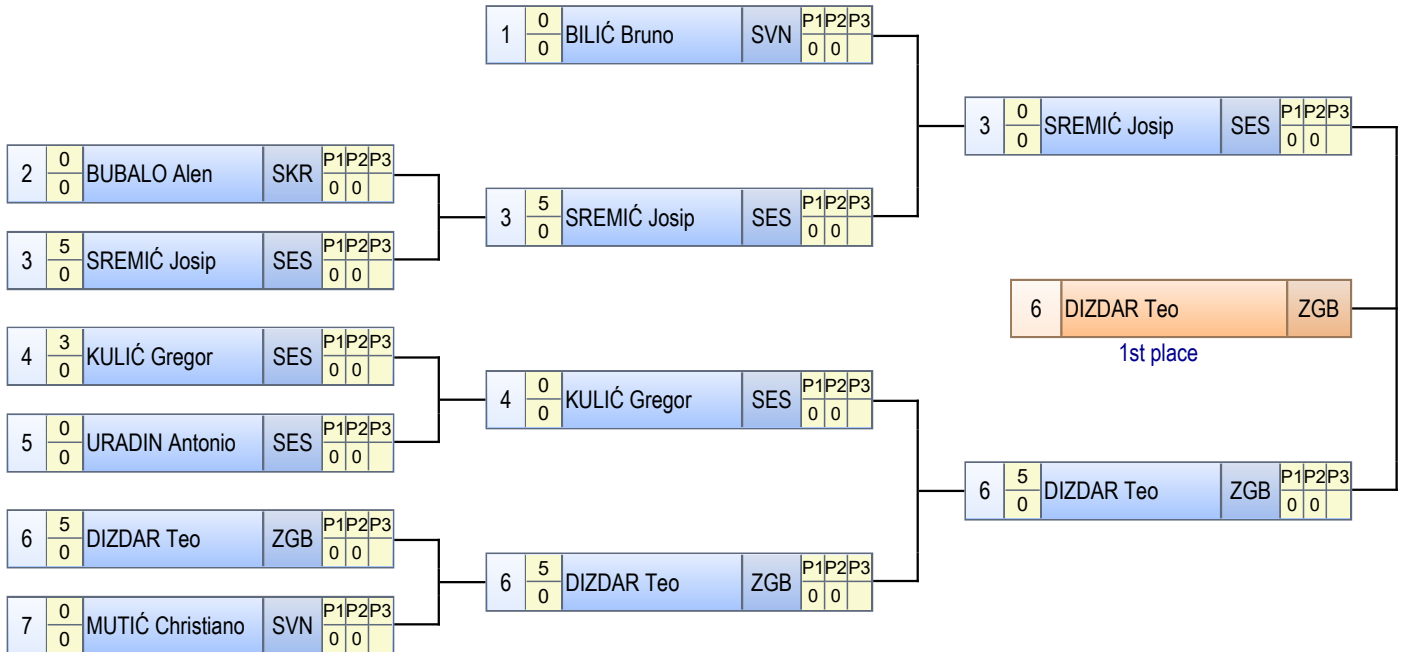 1 0 0 BILIĆ Bruno SVN P1 P2 P3 0 0
3 0 0 SREMIĆ Josip SES P1 P2 P3 0 0
2 0 0 BUBALO Alen SKR P1 P2 P3 0 0
3 5 0 SREMIĆ Josip SES P1 P2 P3 0 0
3 5 0 SREMIĆ Josip SES P1 P2 P3 0 0
6 DIZDAR Teo ZGB
1st place
4 3 0 KULIĆ Gregor SES P1 P2 P3 0 0
4 0 0 KULIĆ Gregor SES P1 P2 P3 0 0
5 0 0 URADIN Antonio SES P1 P2 P3 0 0
6 5 0 DIZDAR Teo ZGB P1 P2 P3 0 0
6 5 0 DIZDAR Teo ZGB P1 P2 P3 0 0
6 5 0 DIZDAR Teo ZGB P1 P2 P3 0 0
7 0 0 MUTIĆ Christiano SVN P1 P2 P3 0 0